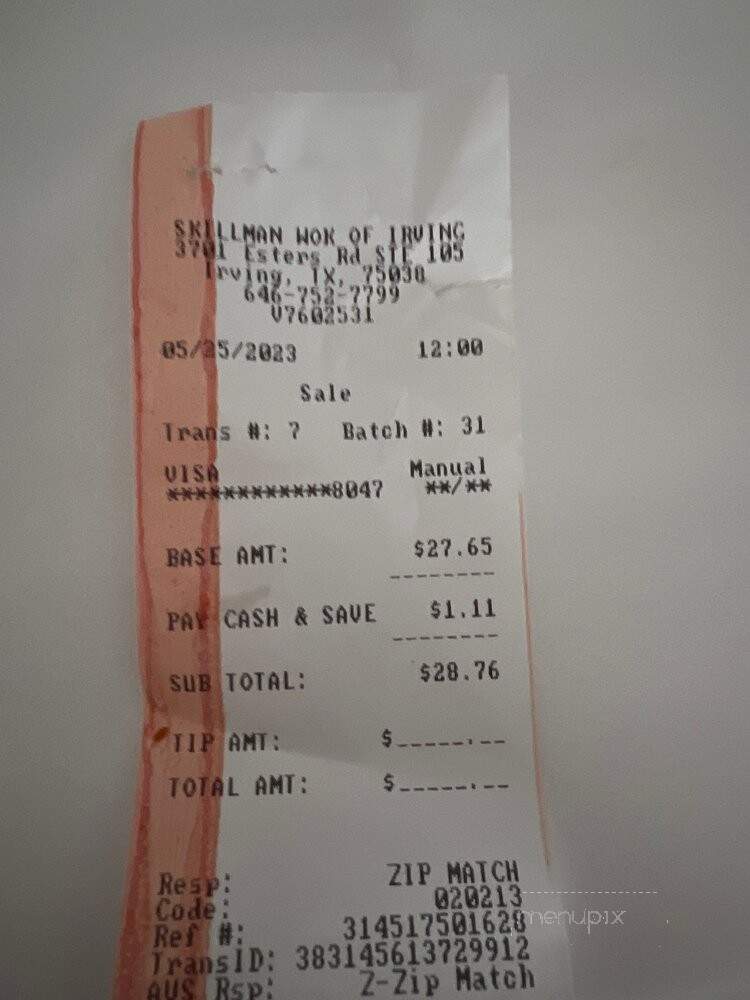 SKILLMAN WOK OF IRVING
3701 Esters Rd STE 105
Irving, TX, 75038
646-752-7799
V7602531
05/25/2023 12:00
Sale
Trans #: 7 Batch #: 31
VISA Manual
************8047 **/**
BASE AMT: $27.65
----------
PAY CASH & SAVE $1.11
----------
SUB TOTAL: $28.76
TIP AMT: $_____.__
TOTAL AMT: $_____.__
Resp: ZIP MATCH
Code: 020213
Ref #: 314517501628
TransID: 383145613729912
AVS Rsp: Z-Zip Match
menupix